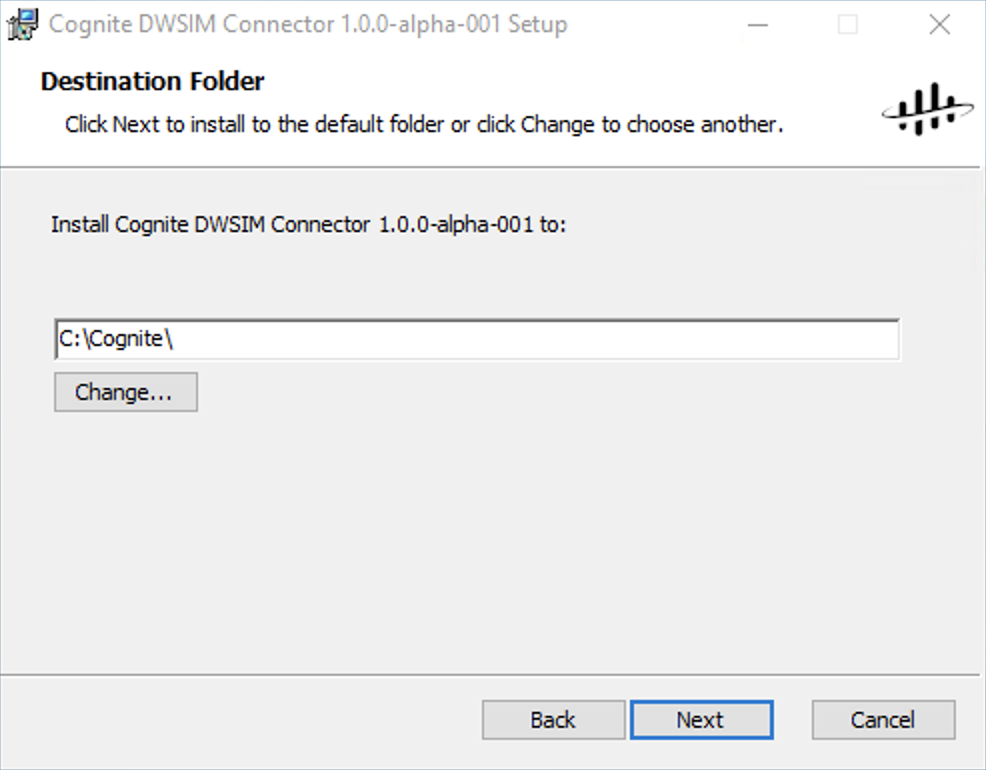 Cognite DWSIM Connector 1.0.0-alpha-001 Setup
Destination Folder
Click Next to install to the default folder or click Change to choose another.
Install Cognite DWSIM Connector 1.0.0-alpha-001 to:
C:\Cognite\
Change...
Back Next Cancel